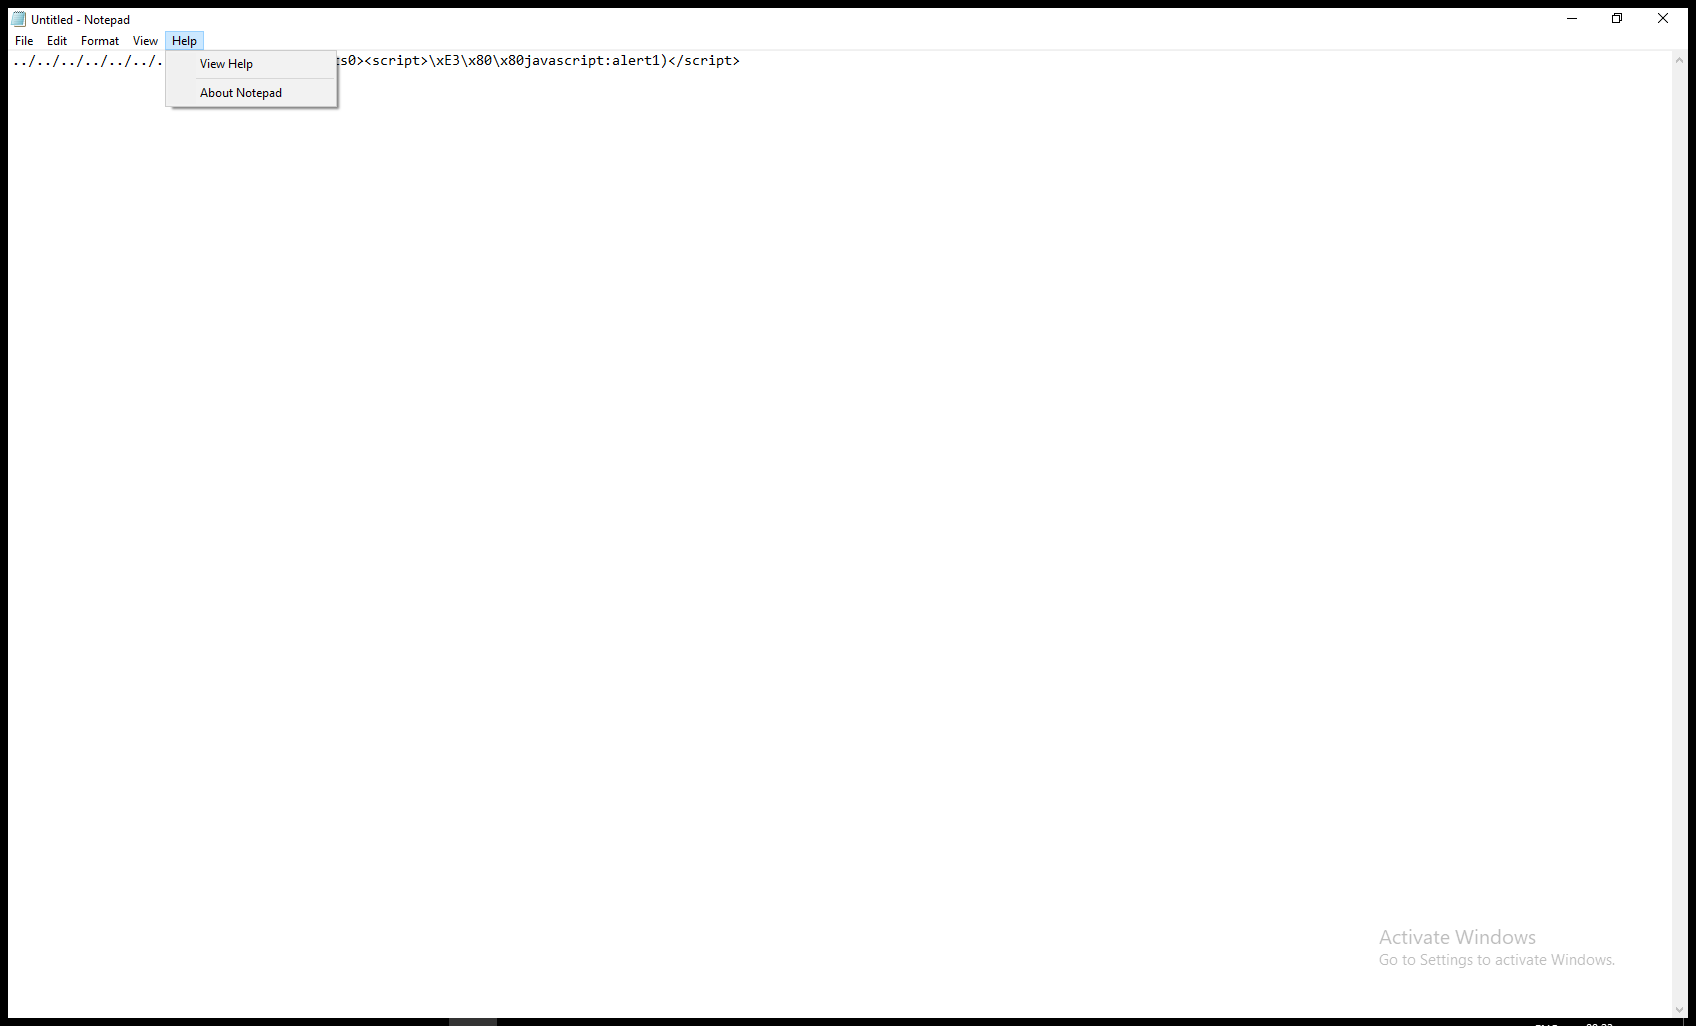 Untitled - Notepad
File Edit Format View Help
../../../../../../. s0><script>\xE3\x80\x80javascript:alert1)</script>
View Help
About Notepad
Activate Windows
Go to Settings to activate Windows.